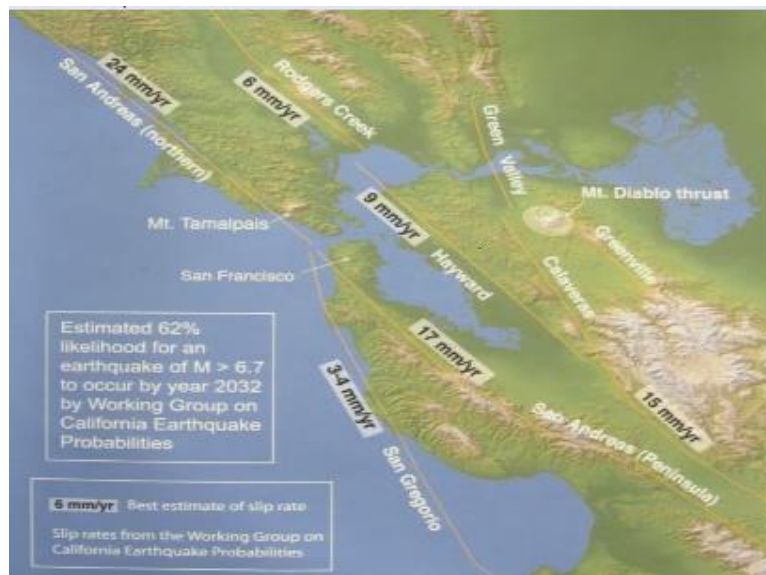 24 mm/yr
San Andreas (northern)
6 mm/yr
Rodgers Creek
Green Valley
Mt. Diablo thrust
Greenville
Mt. Tamalpais
9 mm/yr
Hayward
Calaveras
San Francisco
17 mm/yr
3-4 mm/yr
15 mm/yr
San Andreas (Peninsula)
San Gregorio
Estimated 62%
likelihood for an
earthquake of M > 6.7
to occur by year 2032
by Working Group on
California Earthquake
Probabilities
6 mm/yr Best estimate of slip rate
Slip rates from the Working Group on
California Earthquake Probabilities